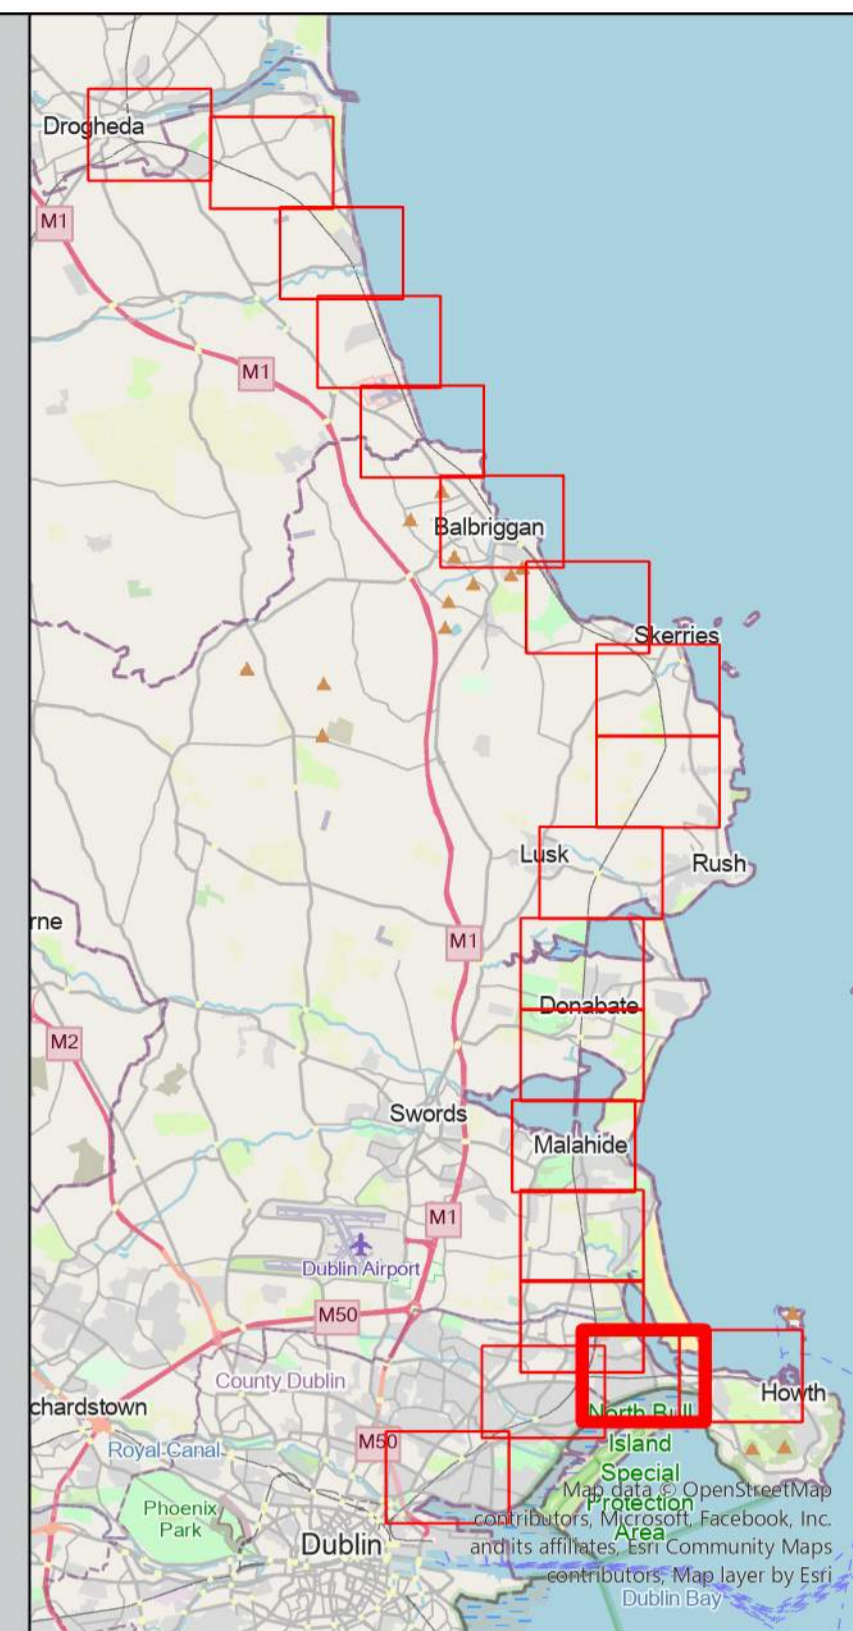 Drogheda
M1
M1
Balbriggan
Skerries
Lusk
Rush
rne
M1
Donabate
M2
Swords
Malahide
M1
Dublin Airport
M50
County Dublin
Howth
chardstown
North Bull
Island
Special
Protection
Area
M50
Royal Canal
Phoenix
Park
Dublin
Map data © OpenStreetMap
contributors, Microsoft, Facebook, Inc.
and its affiliates, Esri Community Maps
contributors, Map layer by Esri
Dublin Bay